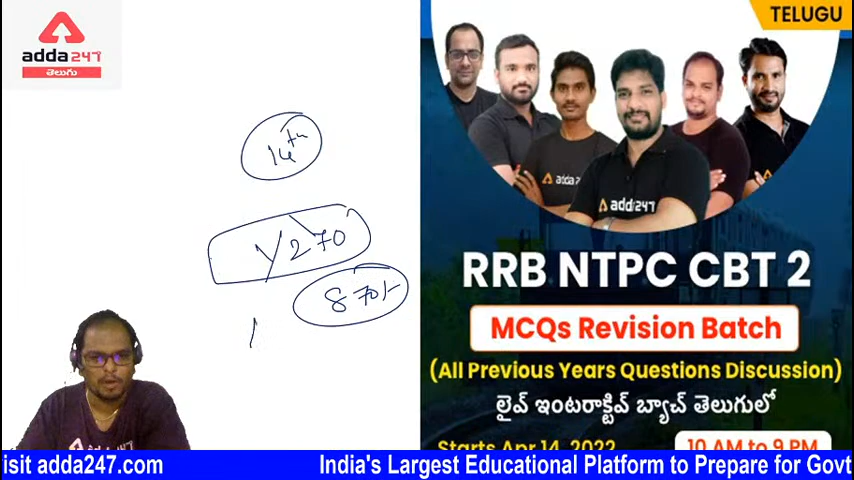 adda247
తెలుగు
14th
Y270
870/-
TELUGU
adda247
adda247
RRB NTPC CBT 2
MCQs Revision Batch
(All Previous Years Questions Discussion)
లైవ్ ఇంటరాక్టివ్ బ్యాచ్ తెలుగులో
Starts Apr 14, 2022
10 AM to 9 PM
isit adda247.com
India's Largest Educational Platform to Prepare for Govt